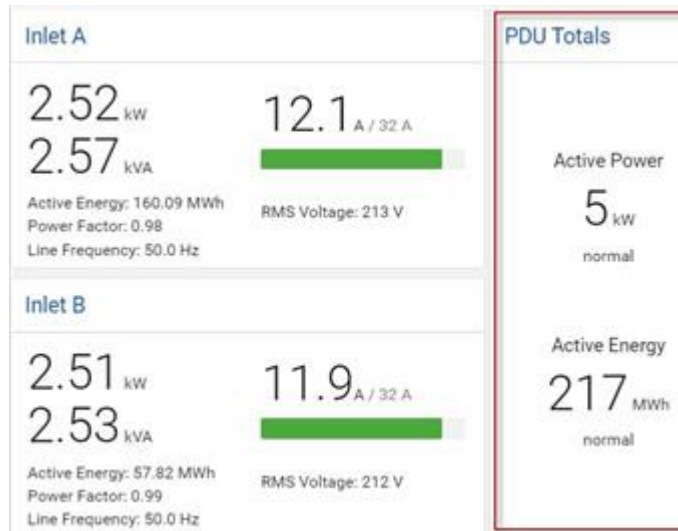 Inlet A
2.52 kW
2.57 kVA
12.1 A / 32 A
Active Energy: 160.09 MWh
Power Factor: 0.98
Line Frequency: 50.0 Hz
RMS Voltage: 213 V
Inlet B
2.51 kW
2.53 kVA
11.9 A / 32 A
Active Energy: 57.82 MWh
Power Factor: 0.99
Line Frequency: 50.0 Hz
RMS Voltage: 212 V
PDU Totals
Active Power
5 kW
normal
Active Energy
217 MWh
normal